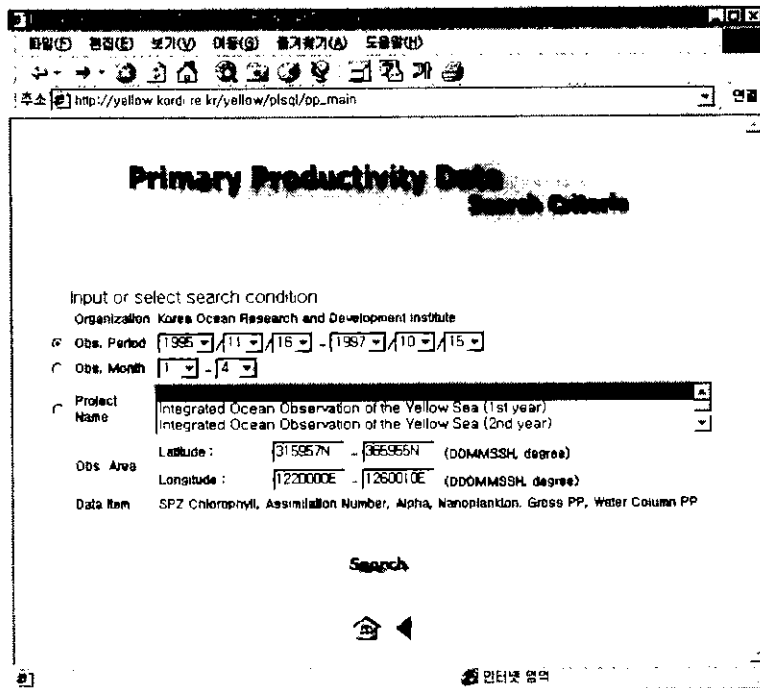 파일(F) 편집(E) 보기(V) 이동(G) 즐겨찾기(A) 도움말(H)
주소 http://yellow.kordi.re.kr/yellow/plsql/pp_main 연결
Primary Productivity Data
Search Criteria
Input or select search condition
Organization Korea Ocean Research and Development Institute
Obs. Period 1995 / 11 / 16 - 1997 / 10 / 15
Obs. Month 1 - 4
Project Name
Integrated Ocean Observation of the Yellow Sea (1st year)
Integrated Ocean Observation of the Yellow Sea (2nd year)
Obs. Area
Latitude : 315957N - 365955N (DDMMSSH, degree)
Longitude : 1220000E - 1260010E (DDDMMSSH, degree)
Data Item SPZ Chlorophyll, Assimilation Number, Alpha, Nanoplankton, Gross PP, Water Column PP
Search
인터넷 영역